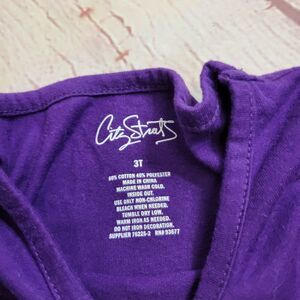 City Streets
3T
60% COTTON 40% POLYESTER
MADE IN CHINA
MACHINE WASH COLD.
INSIDE OUT.
USE ONLY NON-CHLORINE
BLEACH WHEN NEEDED.
TUMBLE DRY LOW.
WARM IRON AS NEEDED.
DO NOT IRON DECORATION.
SUPPLIER 76225-2 RN# 93677